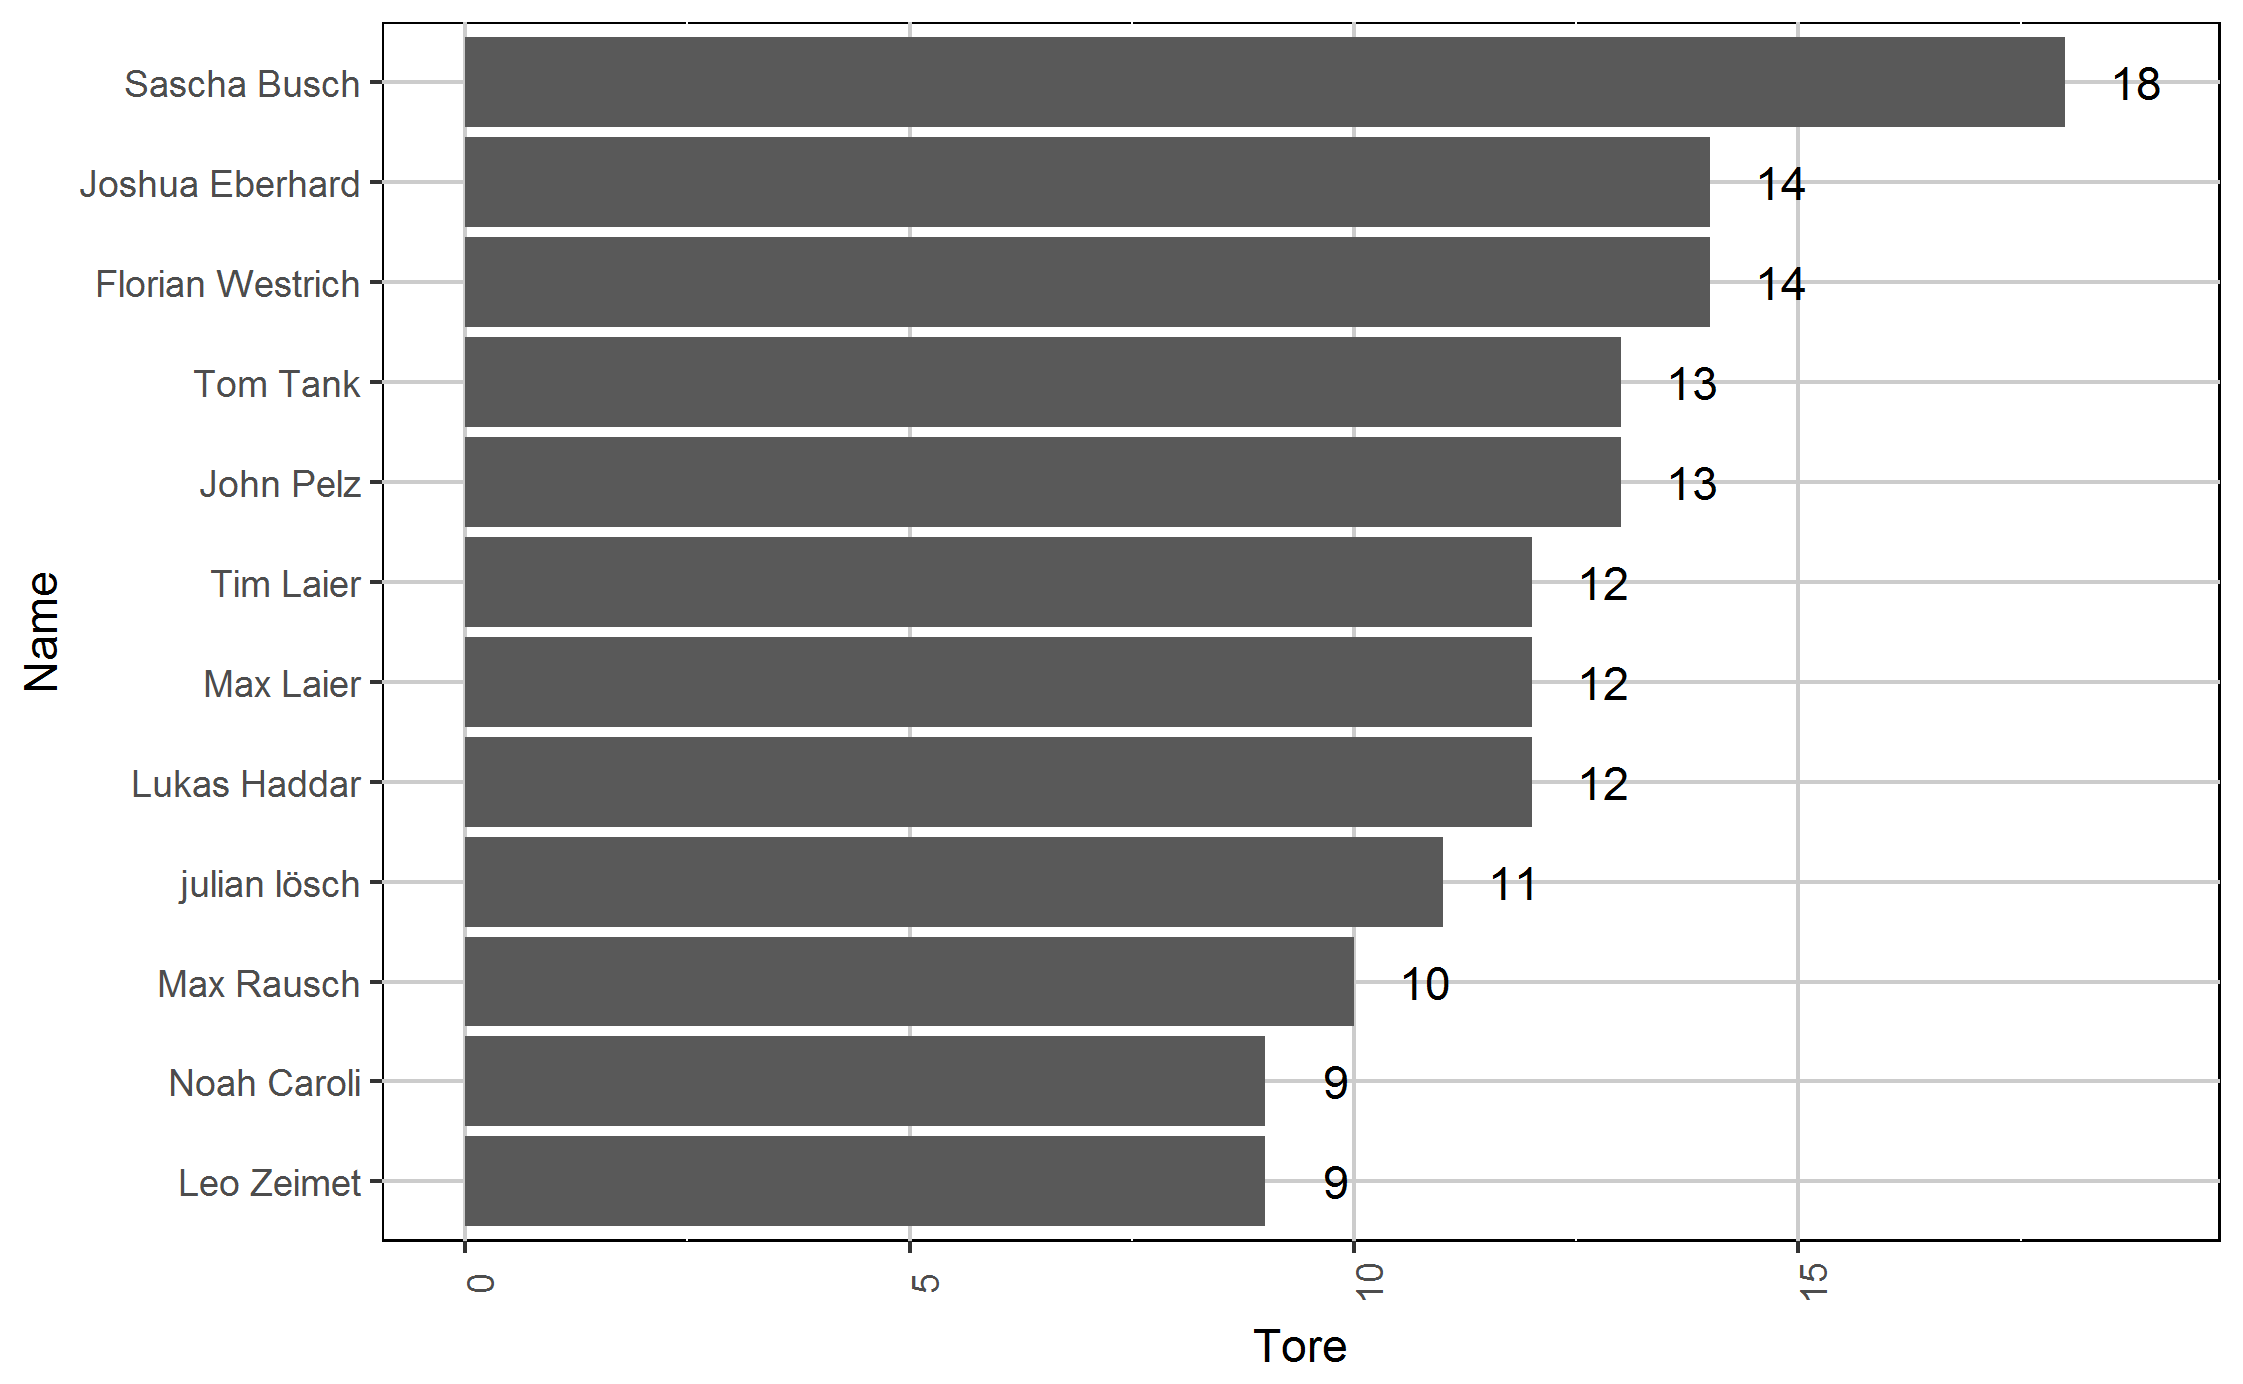 Sascha Busch 18
Joshua Eberhard 14
Florian Westrich 14
Tom Tank 13
John Pelz 13
Tim Laier 12
Max Laier 12
Lukas Haddar 12
julian lösch 11
Max Rausch 10
Noah Caroli 9
Leo Zeimet 9
Name
0 5 10 15
Tore